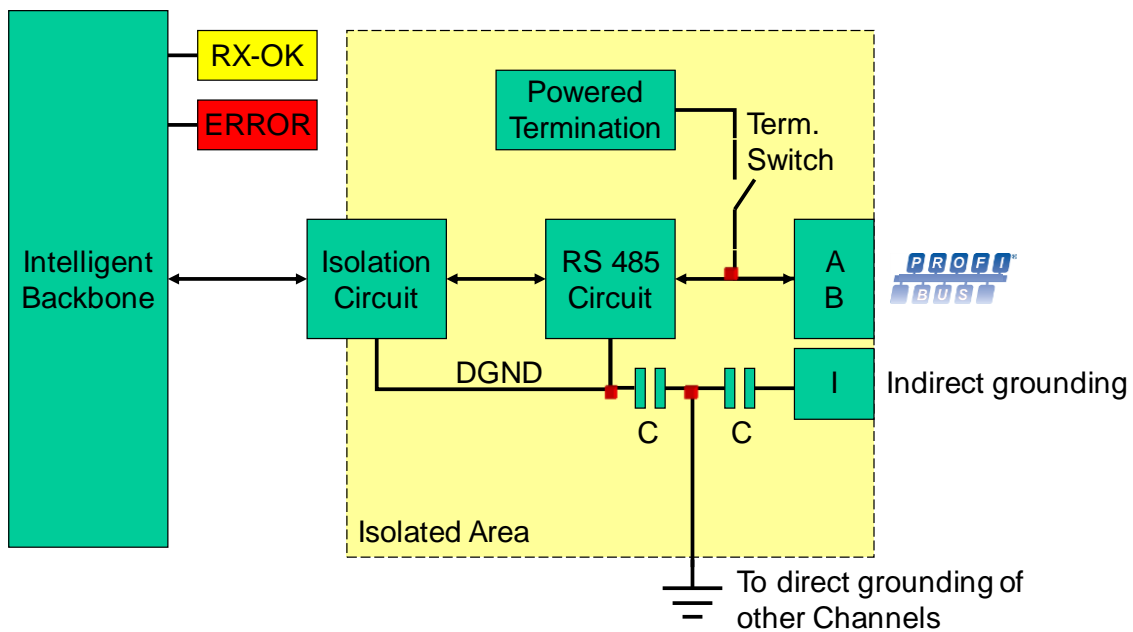 RX-OK
ERROR
Powered
Termination
Term.
Switch
Intelligent
Backbone
Isolation
Circuit
RS 485
Circuit
A
B
PROFI®
BUS
DGND
I
Indirect grounding
C
C
Isolated Area
To direct grounding of
other Channels